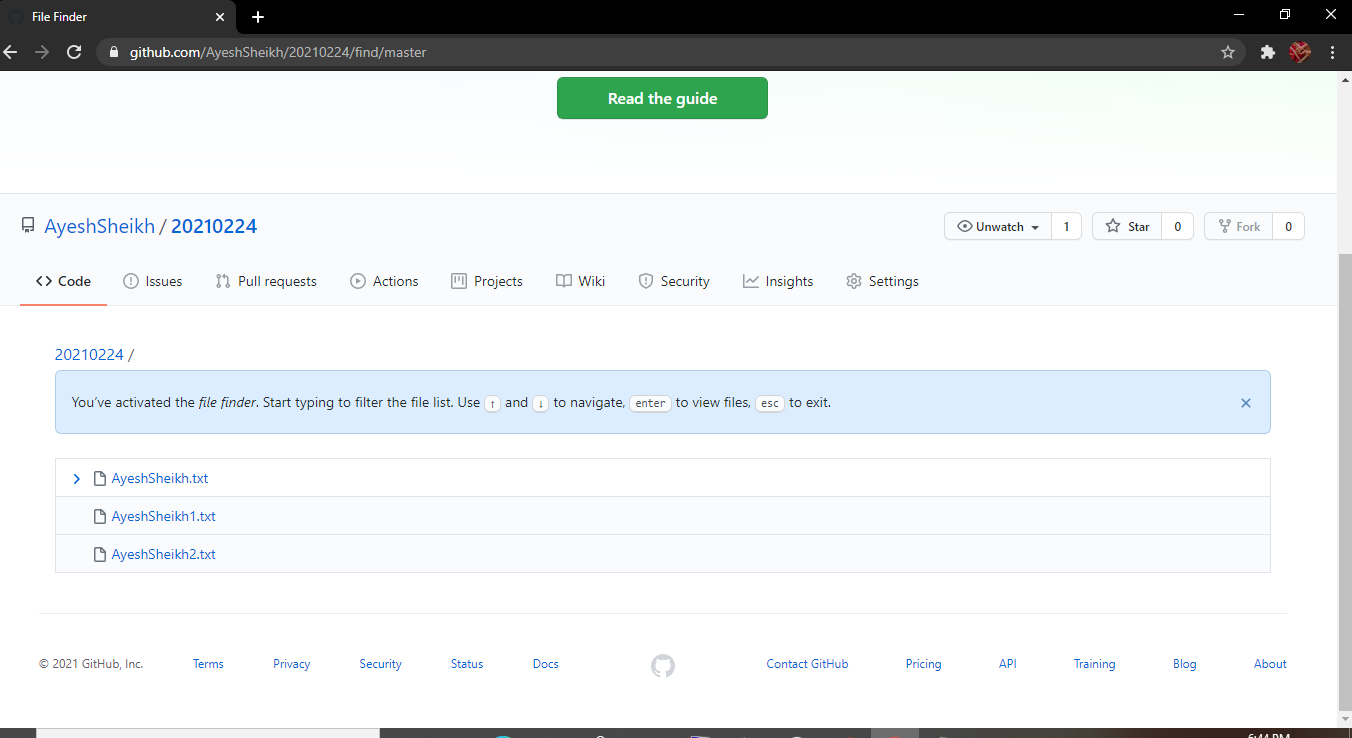 File Finder
github.com/AyeshSheikh/20210224/find/master
Read the guide
AyeshSheikh / 20210224
Unwatch 1 Star 0 Fork 0
Code Issues Pull requests Actions Projects Wiki Security Insights Settings
20210224 /
You've activated the file finder. Start typing to filter the file list. Use ↑ and ↓ to navigate, enter to view files, esc to exit.
AyeshSheikh.txt
AyeshSheikh1.txt
AyeshSheikh2.txt
© 2021 GitHub, Inc. Terms Privacy Security Status Docs Contact GitHub Pricing API Training Blog About
6:44 PM